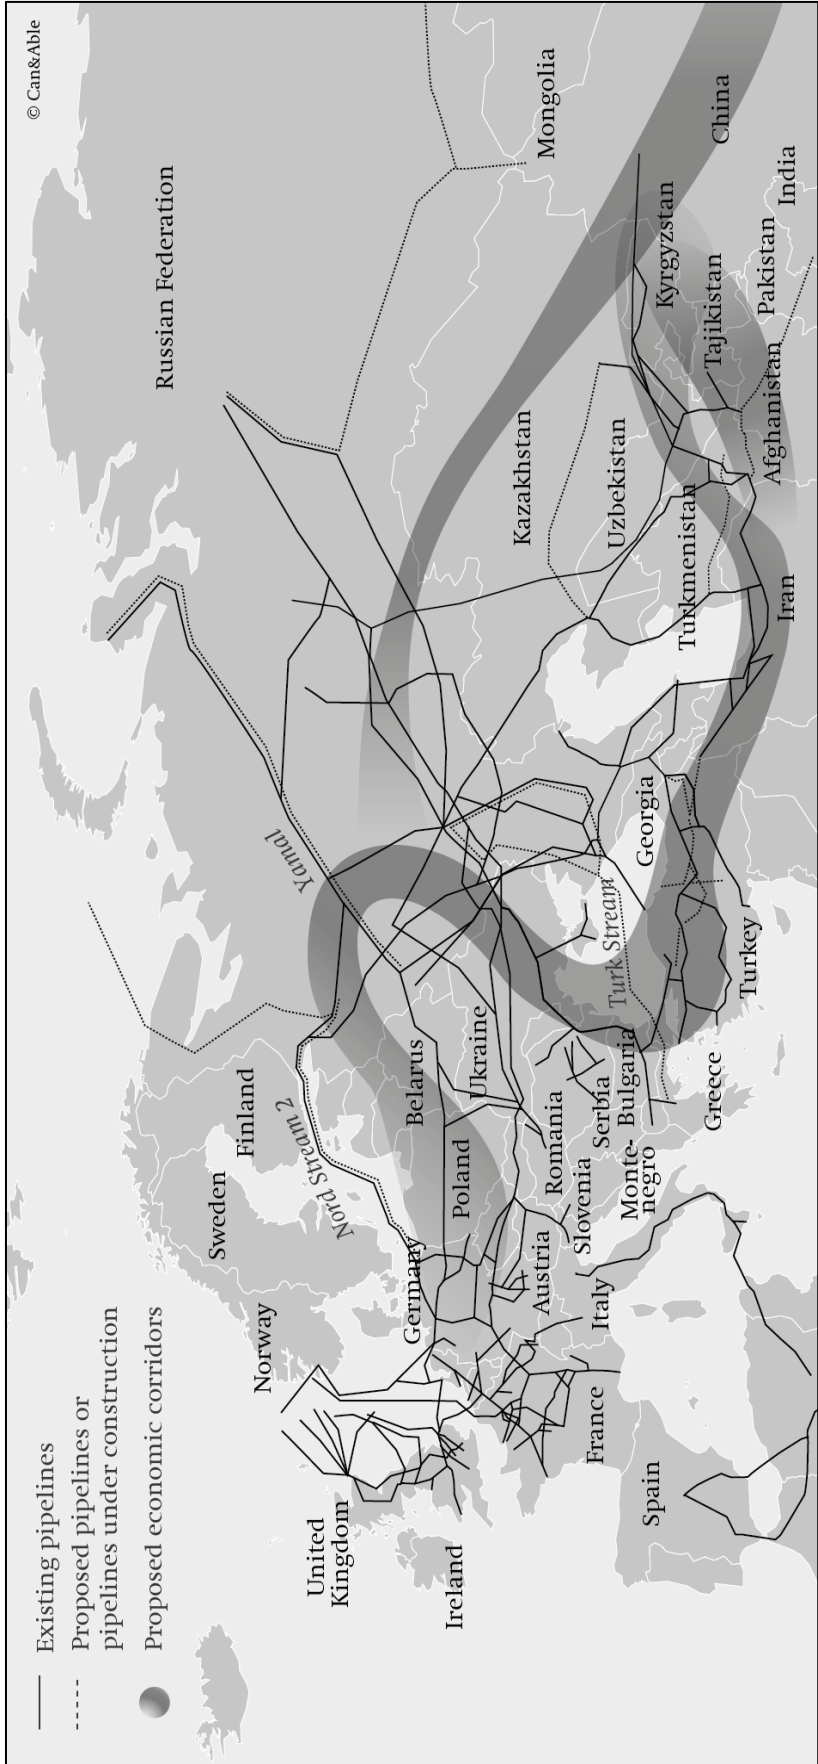 Existing pipelines
Proposed pipelines or
pipelines under construction
Proposed economic corridors
© Can&Able
Russian Federation
Mongolia
China
Kazakhstan
Uzbekistan
Kyrgyzstan
Tajikistan
Pakistan
India
Afghanistan
Turkmenistan
Iran
Yamal
Georgia
Turk Stream
Turkey
Nord Stream 2
Finland
Sweden
Norway
Belarus
Ukraine
Poland
Germany
Romania
Serbia
Bulgaria
Greece
Slovenia
Monte-
negro
Austria
Italy
France
Spain
United
Kingdom
Ireland